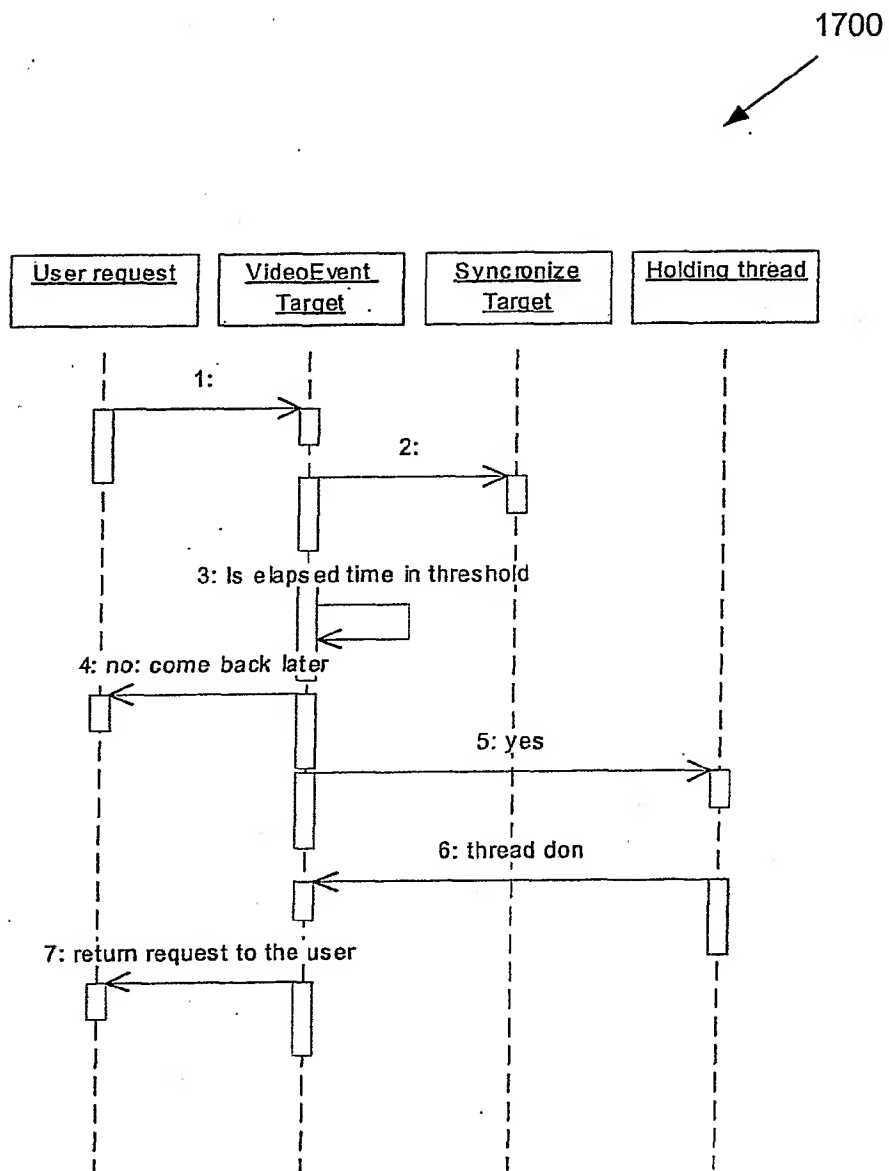 1700
User request
VideoEvent
Target
Syncronize
Target
Holding thread
1:
2:
3: Is elapsed time in threshold
4: no: come back later
5: yes
6: thread don
7: return request to the user